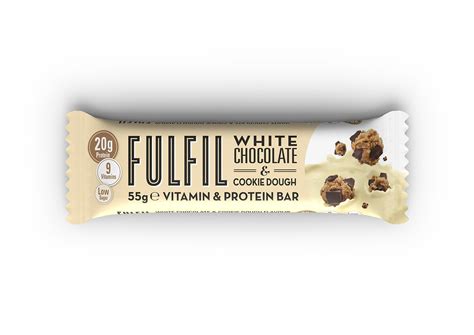 20g
Protein
9
Vitamins
Low
Sugar
FULFIL
WHITE
CHOCOLATE
&
COOKIE DOUGH
55g e VITAMIN & PROTEIN BAR